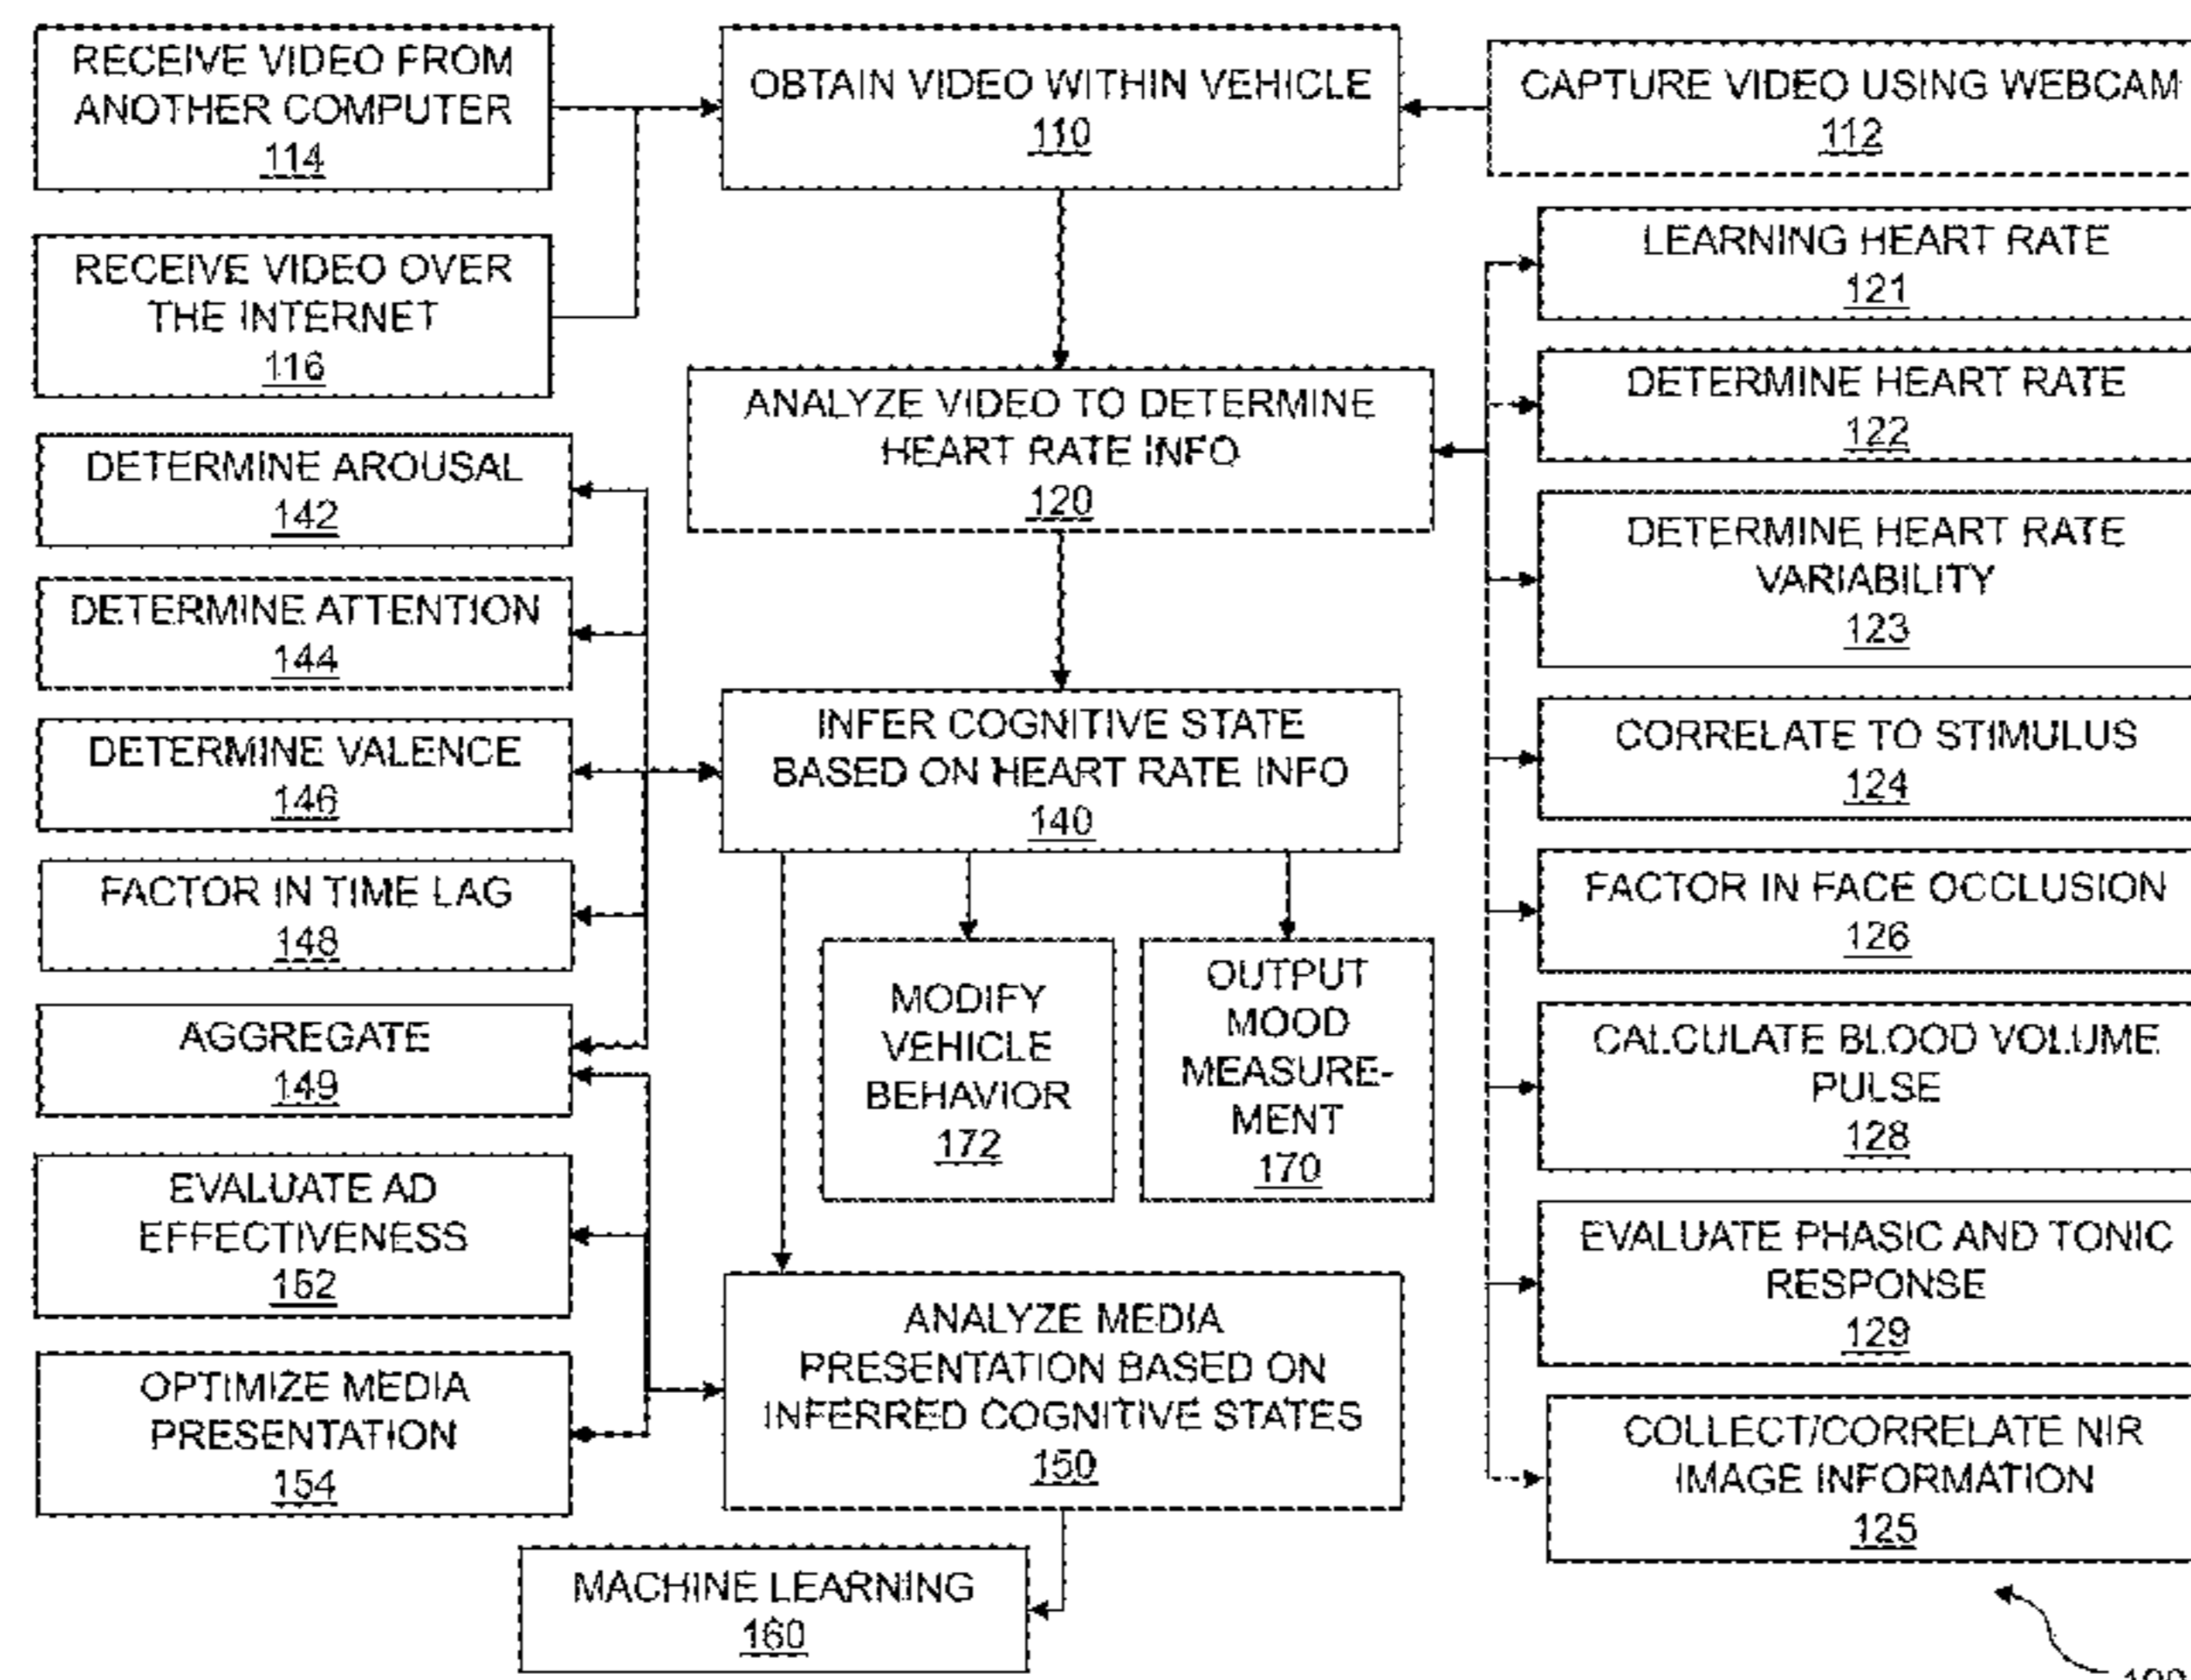 RECEIVE VIDEO FROM
ANOTHER COMPUTER
114
OBTAIN VIDEO WITHIN VEHICLE
110
CAPTURE VIDEO USING WEBCAM
112
RECEIVE VIDEO OVER
THE INTERNET
116
LEARNING HEART RATE
121
ANALYZE VIDEO TO DETERMINE
HEART RATE INFO
120
DETERMINE HEART RATE
122
DETERMINE AROUSAL
142
DETERMINE HEART RATE
VARIABILITY
123
DETERMINE ATTENTION
144
INFER COGNITIVE STATE
BASED ON HEART RATE INFO
140
CORRELATE TO STIMULUS
124
DETERMINE VALENCE
146
FACTOR IN TIME LAG
148
FACTOR IN FACE OCCLUSION
126
MODIFY
VEHICLE
BEHAVIOR
172
OUTPUT
MOOD
MEASURE-
MENT
170
AGGREGATE
149
CALCULATE BLOOD VOLUME
PULSE
128
EVALUATE AD
EFFECTIVENESS
152
EVALUATE PHASIC AND TONIC
RESPONSE
129
ANALYZE MEDIA
PRESENTATION BASED ON
INFERRED COGNITIVE STATES
150
OPTIMIZE MEDIA
PRESENTATION
154
COLLECT/CORRELATE NIR
IMAGE INFORMATION
125
MACHINE LEARNING
160